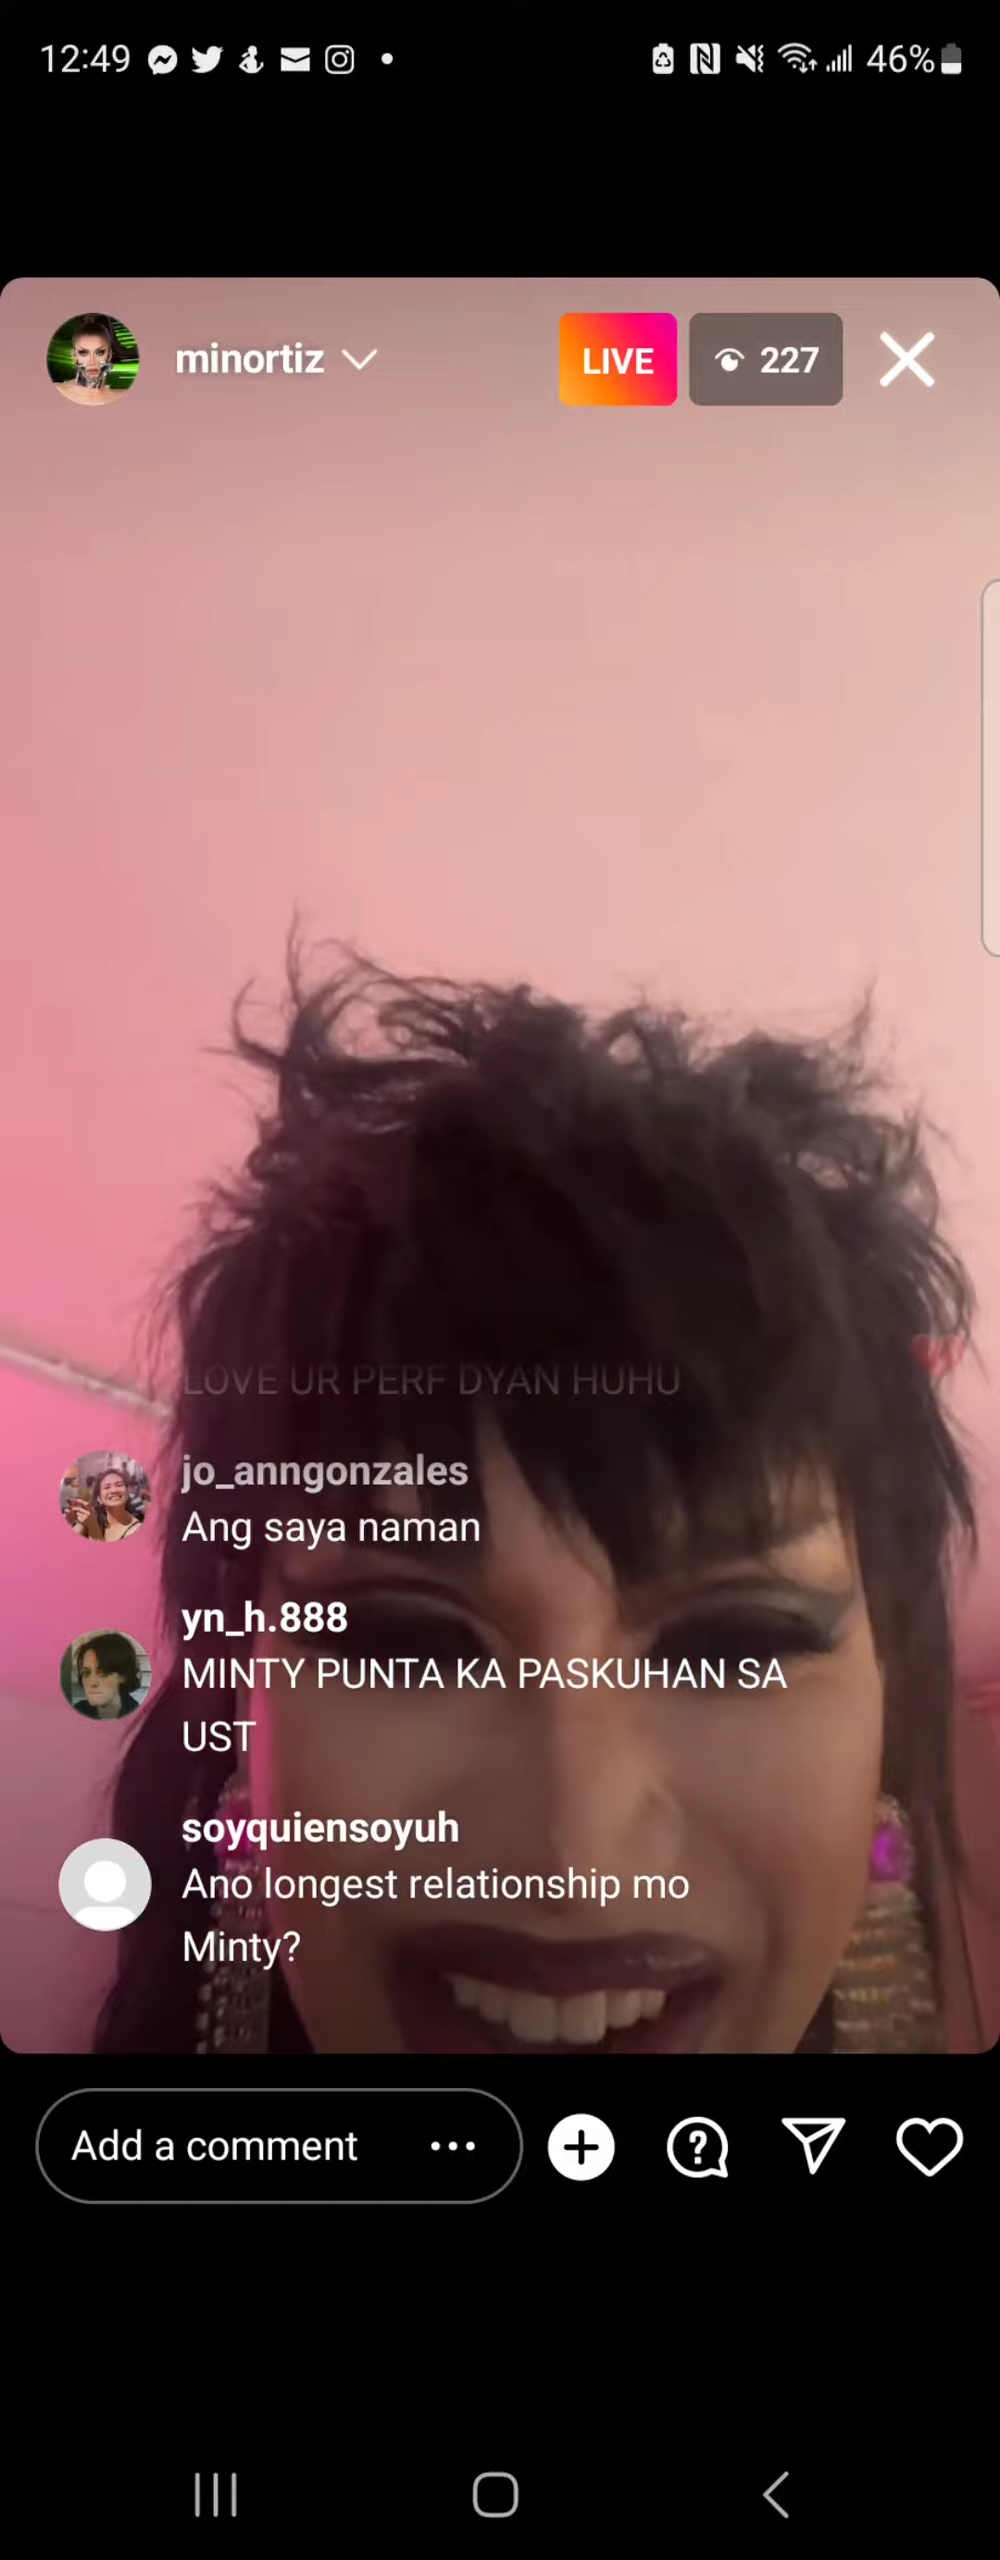 12:49
46%
minortiz
LIVE
227
LOVE UR PERF DYAN HUHU
jo_anngonzales
Ang saya naman
yn_h.888
MINTY PUNTA KA PASKUHAN SA
UST
soyquiensoyuh
Ano longest relationship mo
Minty?
Add a comment